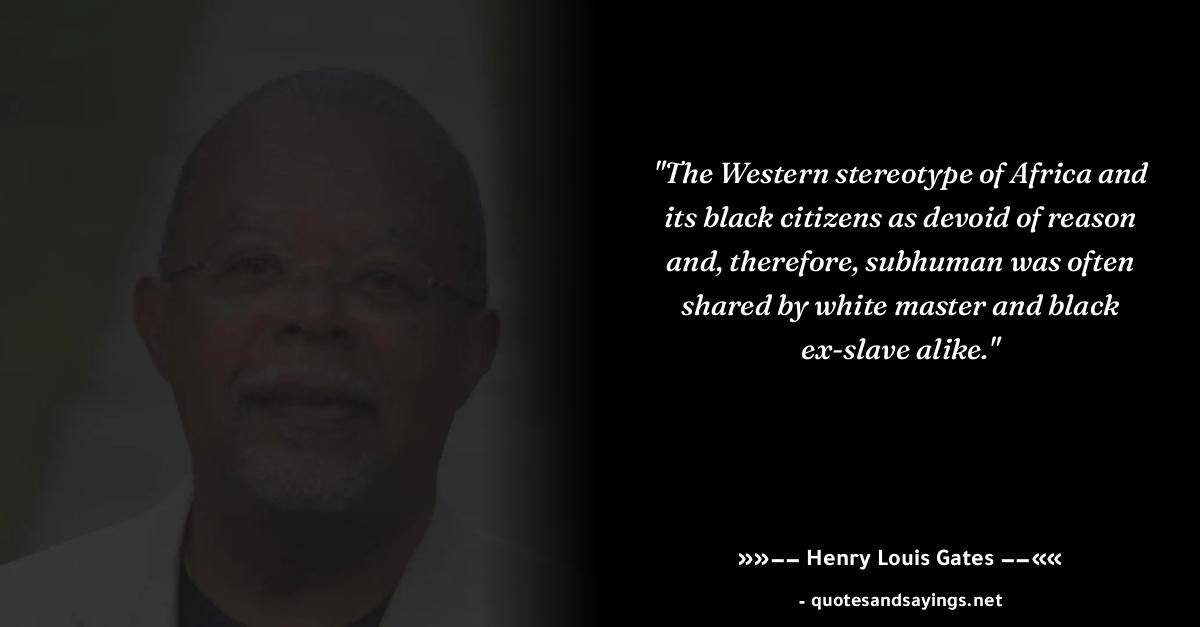 "The Western stereotype of Africa and
its black citizens as devoid of reason
and, therefore, subhuman was often
shared by white master and black
ex-slave alike."
»»−− Henry Louis Gates −−««
- quotesandsayings.net